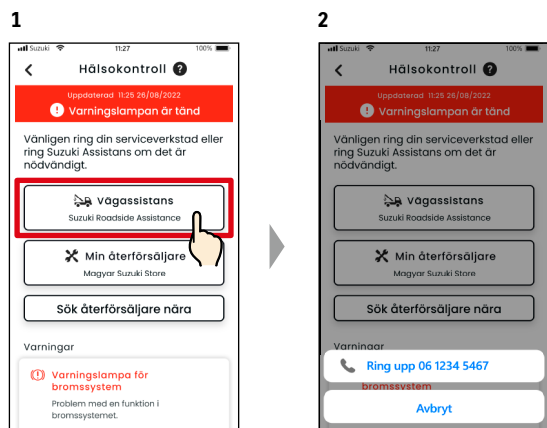 1
Suzuki 11:27 100%
Hälsokontroll ?
Uppdaterad 11:25 26/08/2022
! Varningslampan är tänd
Vänligen ring din serviceverkstad eller
ring Suzuki Assistans om det är
nödvändigt.
Vägassistans
Suzuki Roadside Assistance
Min återförsäljare
Magyar Suzuki Store
Sök återförsäljare nära
Varningar
Varningslampa för
bromssystem
Problem med en funktion i
bromssystemet.
2
Suzuki 11:27 100%
Hälsokontroll ?
Uppdaterad 11:25 26/08/2022
! Varningslampan är tänd
Vänligen ring din serviceverkstad eller
ring Suzuki Assistans om det är
nödvändigt.
Vägassistans
Suzuki Roadside Assistance
Min återförsäljare
Magyar Suzuki Store
Sök återförsäljare nära
Varningar
Ring upp 06 1234 5467
bromssystem
Avbryt